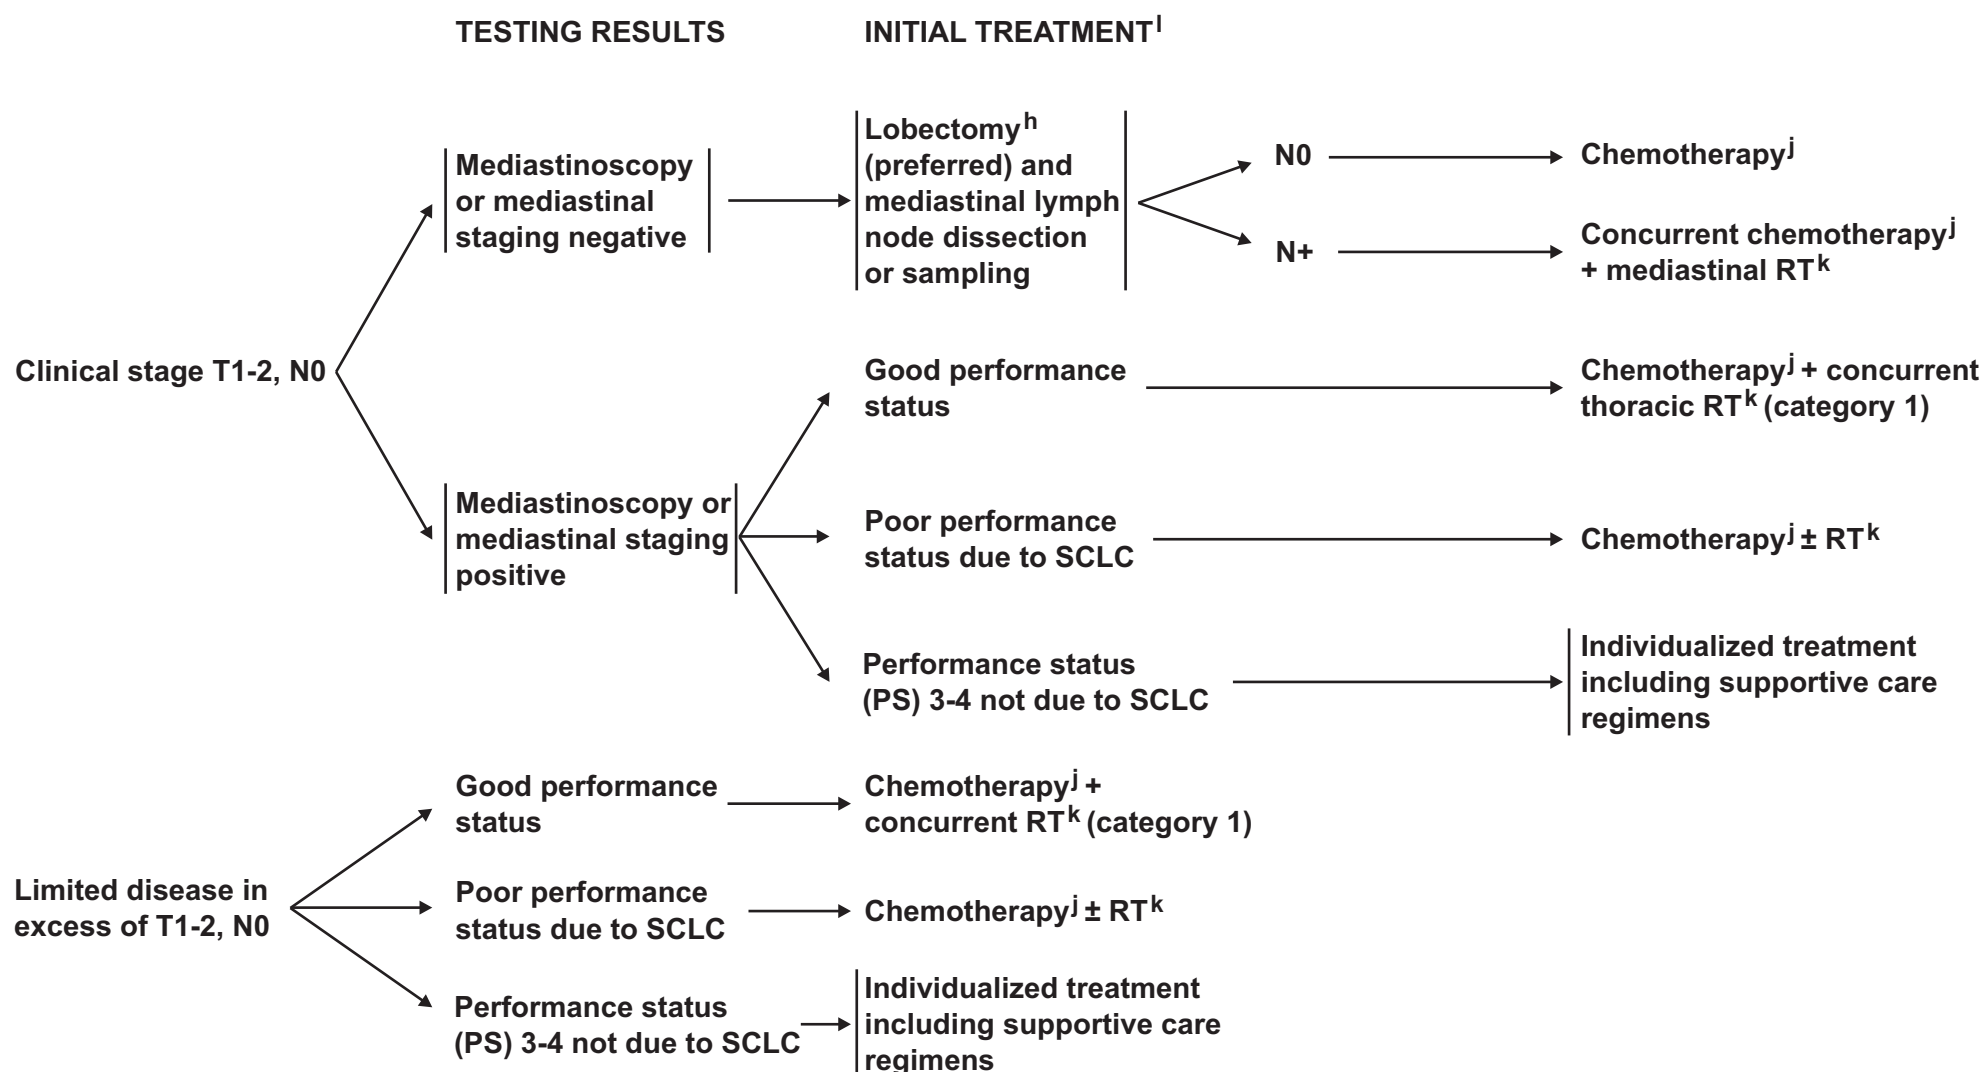 TESTING RESULTS
INITIAL TREATMENT^l
Clinical stage T1-2, N0
Mediastinoscopy
or mediastinal
staging negative
Lobectomy^h
(preferred) and
mediastinal lymph
node dissection
or sampling
N0
Chemotherapy^j
N+
Concurrent chemotherapy^j
+ mediastinal RT^k
Mediastinoscopy or
mediastinal staging
positive
Good performance
status
Chemotherapy^j + concurrent
thoracic RT^k (category 1)
Poor performance
status due to SCLC
Chemotherapy^j ± RT^k
Performance status
(PS) 3-4 not due to SCLC
Individualized treatment
including supportive care
regimens
Limited disease in
excess of T1-2, N0
Good performance
status
Chemotherapy^j +
concurrent RT^k (category 1)
Poor performance
status due to SCLC
Chemotherapy^j ± RT^k
Performance status
(PS) 3-4 not due to SCLC
Individualized treatment
including supportive care
regimens